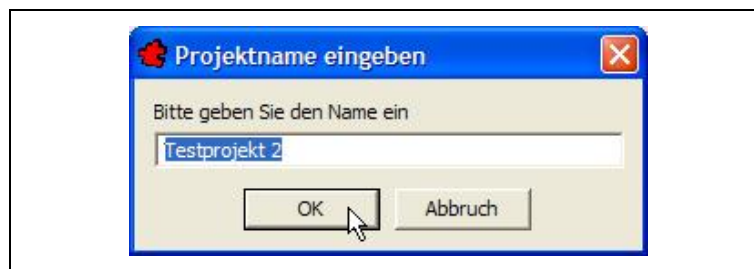 Projektname eingeben
Bitte geben Sie den Name ein
Testprojekt 2
OK Abbruch